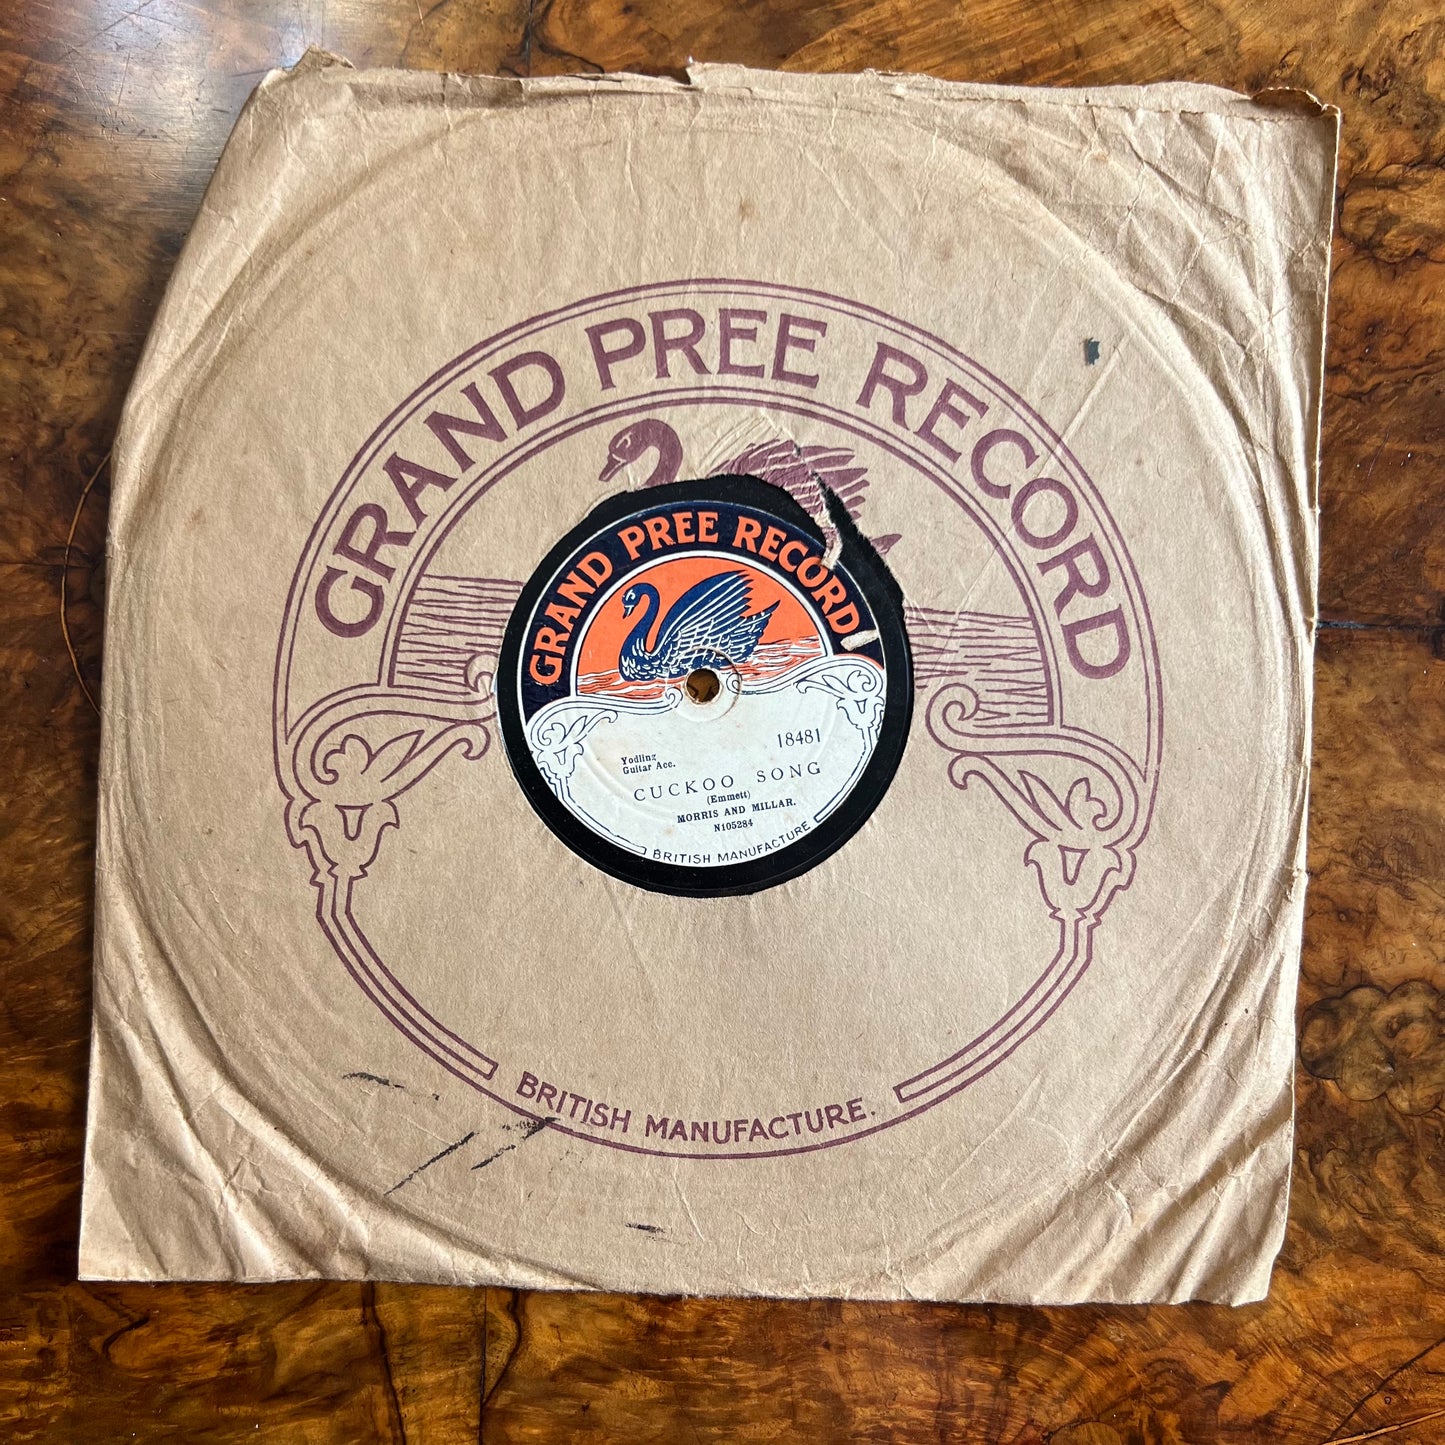 GRAND PREE RECORD
GRAND PREE RECORD
18481
Yodling
Guitar Acc.
CUCKOO SONG
(Emmett)
MORRIS AND MILLAR.
N105284
BRITISH MANUFACTURE
BRITISH MANUFACTURE.